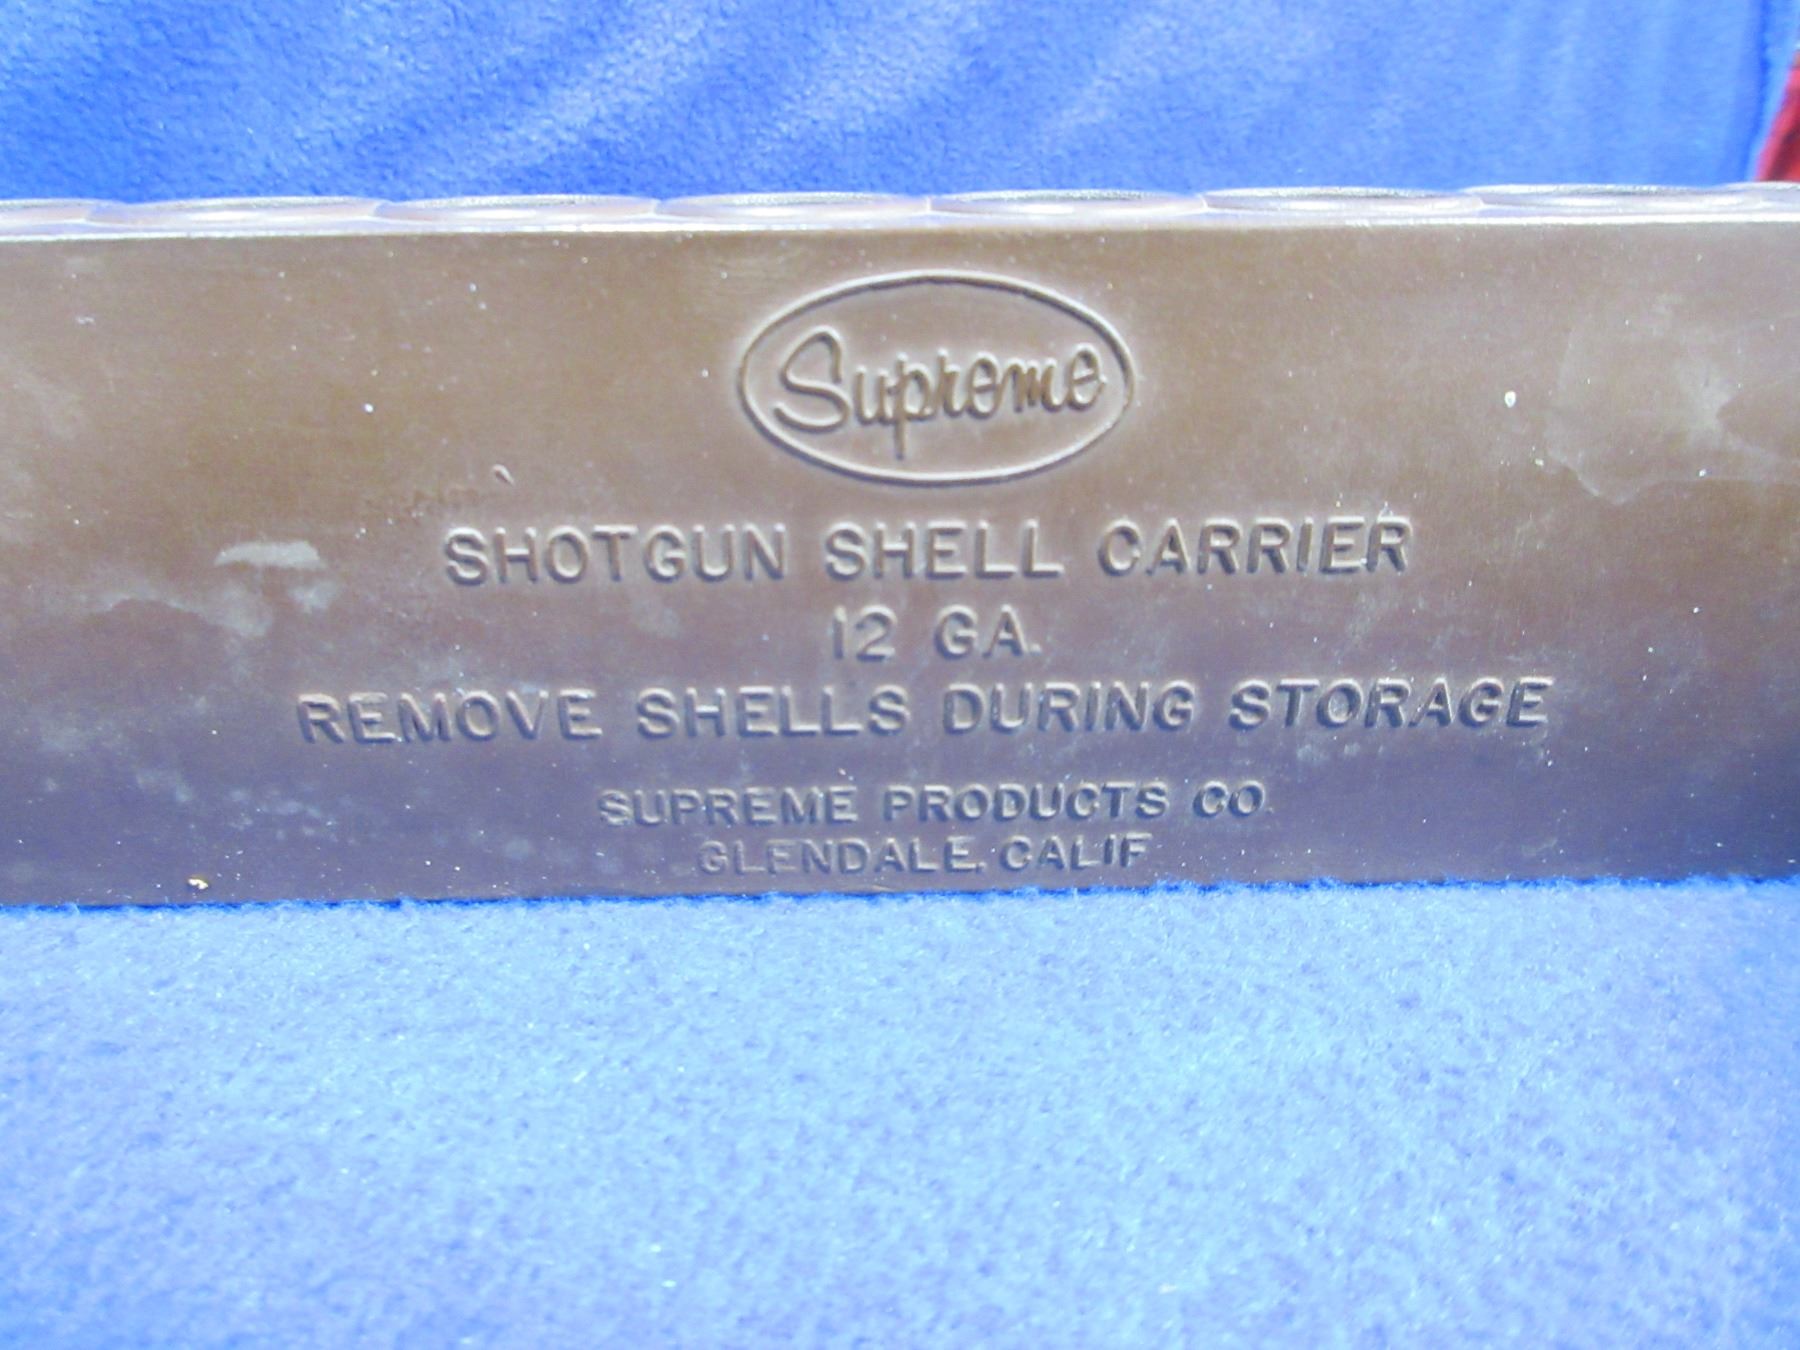 Supreme
SHOTGUN SHELL CARRIER
12 GA.
REMOVE SHELLS DURING STORAGE
SUPREME PRODUCTS CO.
GLENDALE, CALIF